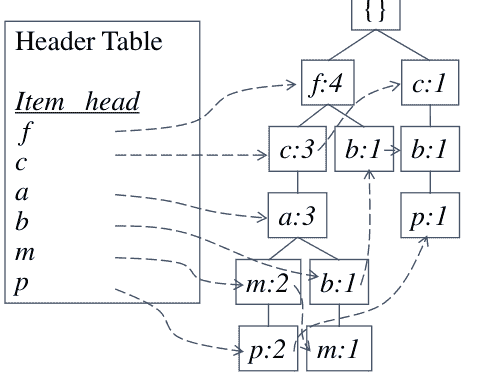 {}
Header Table
Item head
f
c
a
b
m
p
f:4
c:1
c:3
b:1
b:1
a:3
p:1
m:2
b:1
p:2
m:1